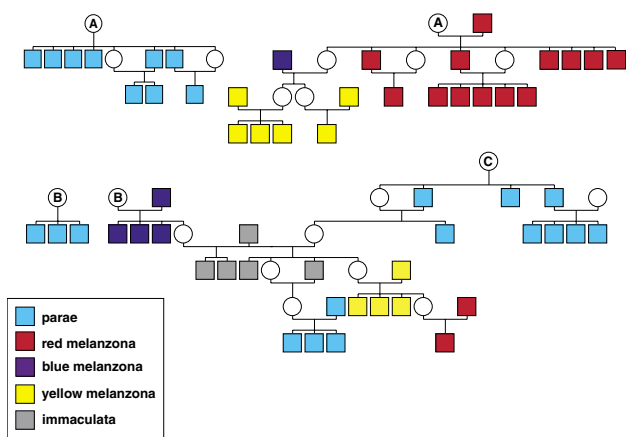 A
A
C
B
B
parae
red melanzona
blue melanzona
yellow melanzona
immaculata